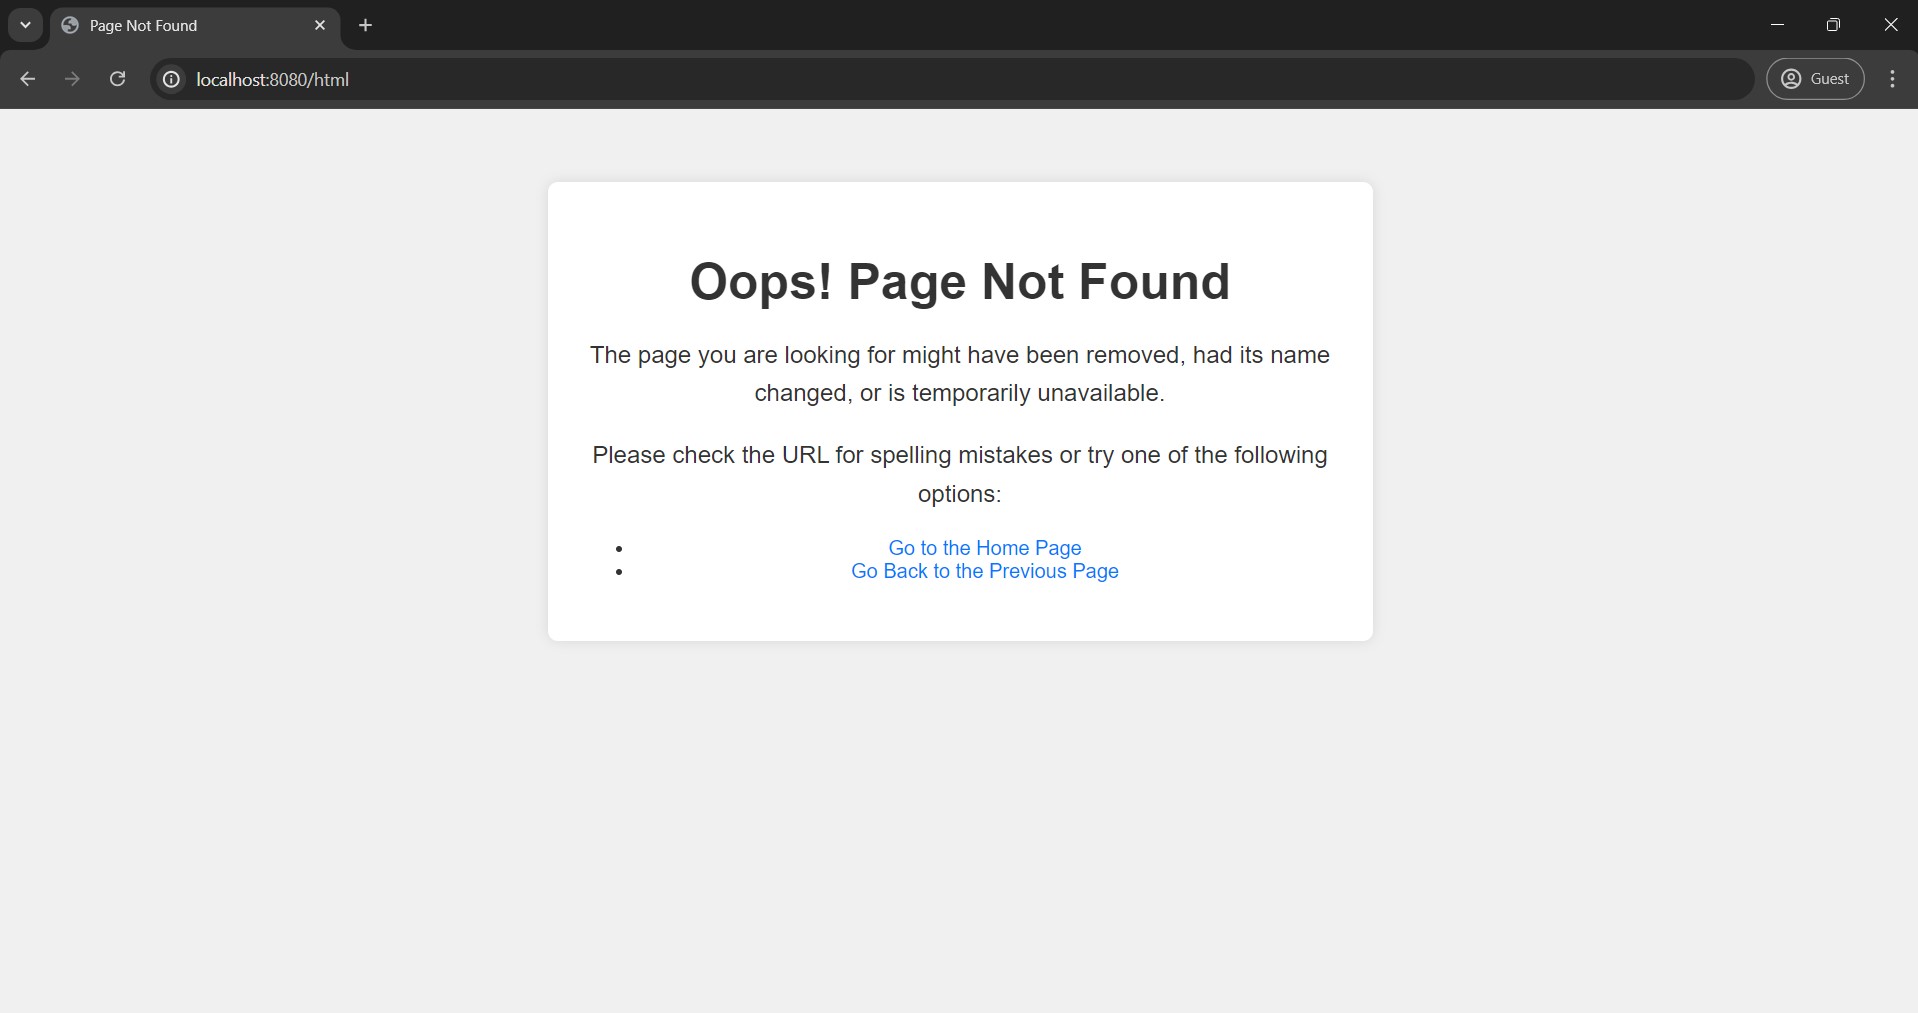 Page Not Found
localhost:8080/html
Guest
Oops! Page Not Found
The page you are looking for might have been removed, had its name
changed, or is temporarily unavailable.
Please check the URL for spelling mistakes or try one of the following
options:
• Go to the Home Page
• Go Back to the Previous Page